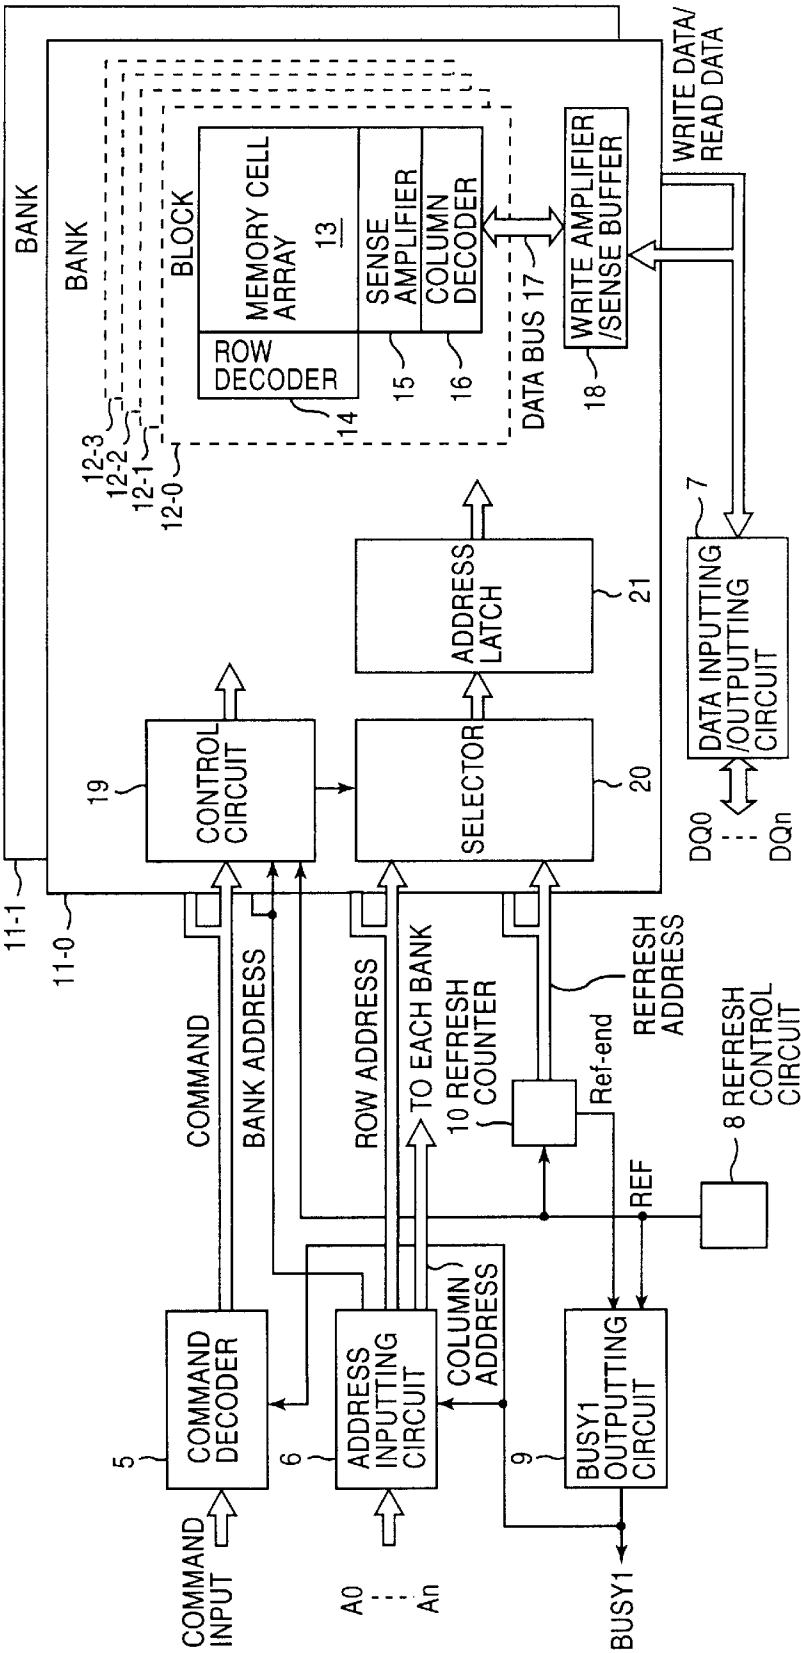 COMMAND
INPUT
5
COMMAND
DECODER
COMMAND
BANK ADDRESS
A0
An
6
ADDRESS
INPUTTING
CIRCUIT
ROW ADDRESS
COLUMN
ADDRESS
TO EACH BANK
10 REFRESH
COUNTER
REFRESH
ADDRESS
Ref-end
REF
8 REFRESH
CONTROL
CIRCUIT
9
BUSY1
OUTPUTTING
CIRCUIT
BUSY1
11-1
11-0
BANK
BANK
19
CONTROL
CIRCUIT
SELECTOR
20
ADDRESS
LATCH
21
12-3
12-2
12-1
12-0
BLOCK
MEMORY CELL
ARRAY
13
ROW
DECODER
14
SENSE
AMPLIFIER
15
COLUMN
DECODER
16
DATA BUS 17
WRITE AMPLIFIER
/SENSE BUFFER
18
WRITE DATA/
READ DATA
7
DATA INPUTTING
/OUTPUTTING
CIRCUIT
DQ0
DQn